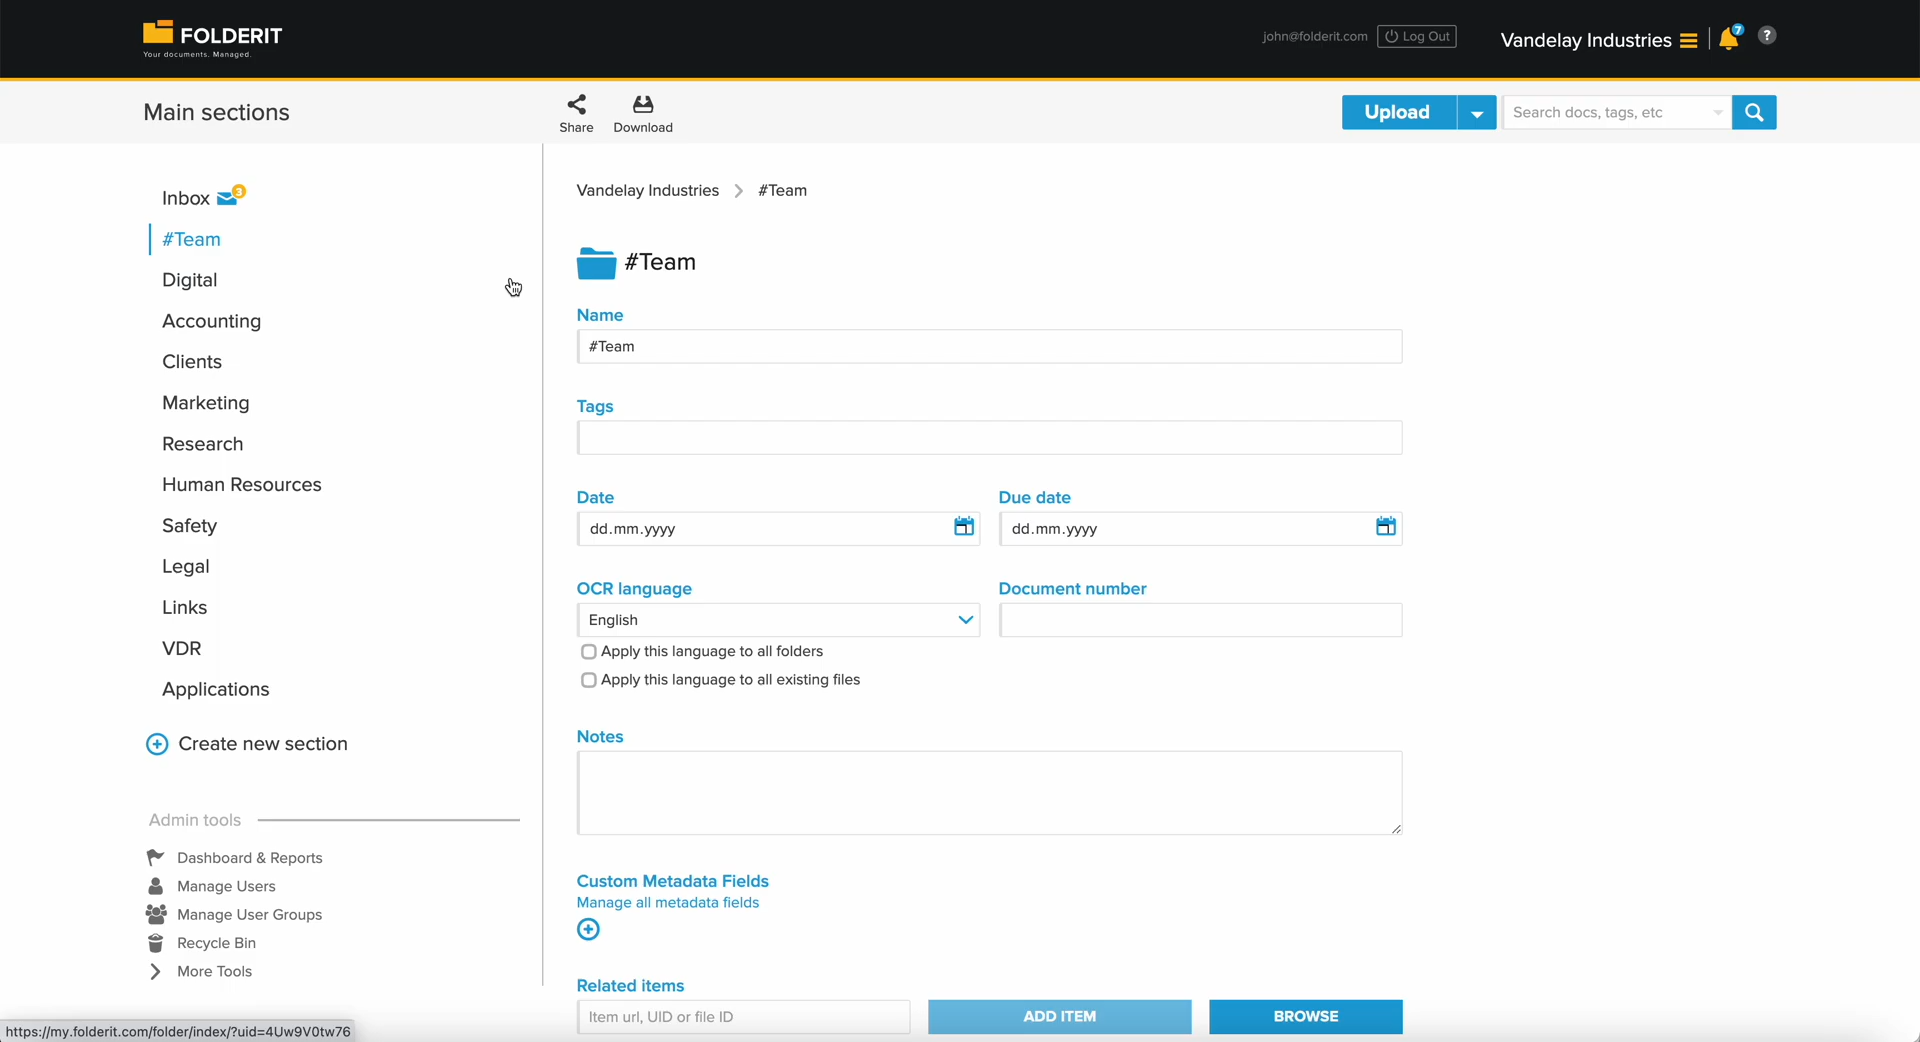 FOLDERIT
Your documents. Managed.
john@folderit.com
Log Out
Vandelay Industries
7
?
Main sections
Share
Download
Upload
Search docs, tags, etc
Inbox
3
#Team
Digital
Accounting
Clients
Marketing
Research
Human Resources
Safety
Legal
Links
VDR
Applications
Create new section
Admin tools
Dashboard & Reports
Manage Users
Manage User Groups
Recycle Bin
More Tools
Vandelay Industries > #Team
#Team
Name
#Team
Tags
Date
Due date
dd.mm.yyyy
dd.mm.yyyy
OCR language
Document number
English
Apply this language to all folders
Apply this language to all existing files
Notes
Custom Metadata Fields
Manage all metadata fields
Related items
Item url, UID or file ID
ADD ITEM
BROWSE
https://my.folderit.com/folder/index/?uid=4Uw9V0tw76